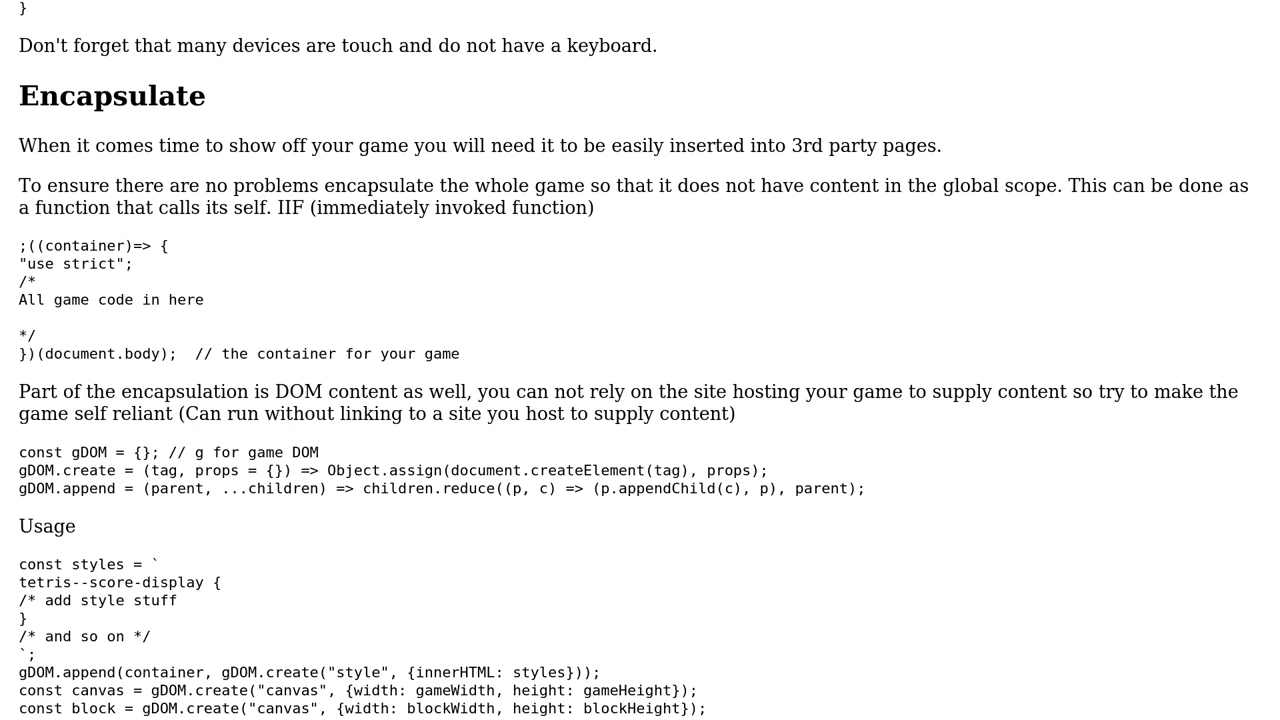 }
Don't forget that many devices are touch and do not have a keyboard.
Encapsulate
When it comes time to show off your game you will need it to be easily inserted into 3rd party pages.
To ensure there are no problems encapsulate the whole game so that it does not have content in the global scope. This can be done as
a function that calls its self. IIF (immediately invoked function)
;((container)=> {
"use strict";
/*
All game code in here
*/
})(document.body);  // the container for your game
Part of the encapsulation is DOM content as well, you can not rely on the site hosting your game to supply content so try to make the
game self reliant (Can run without linking to a site you host to supply content)
const gDOM = {}; // g for game DOM
gDOM.create = (tag, props = {}) => Object.assign(document.createElement(tag), props);
gDOM.append = (parent, ...children) => children.reduce((p, c) => (p.appendChild(c), p), parent);
Usage
const styles = `
tetris--score-display {
/* add style stuff
}
/* and so on */
`;
gDOM.append(container, gDOM.create("style", {innerHTML: styles}));
const canvas = gDOM.create("canvas", {width: gameWidth, height: gameHeight});
const block = gDOM.create("canvas", {width: blockWidth, height: blockHeight});